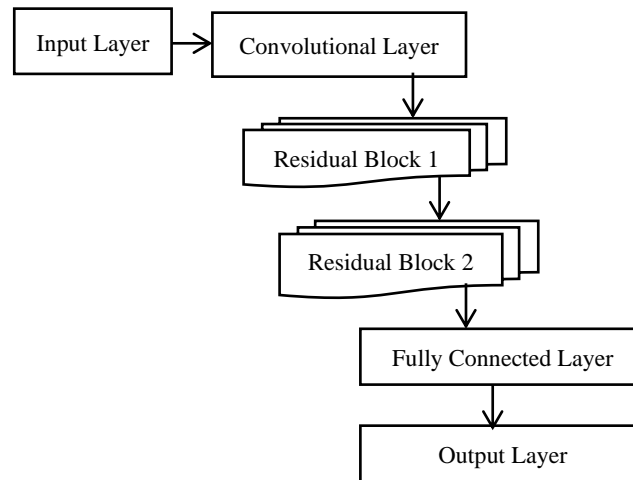 Input Layer
Convolutional Layer
Residual Block 1
Residual Block 2
Fully Connected Layer
Output Layer